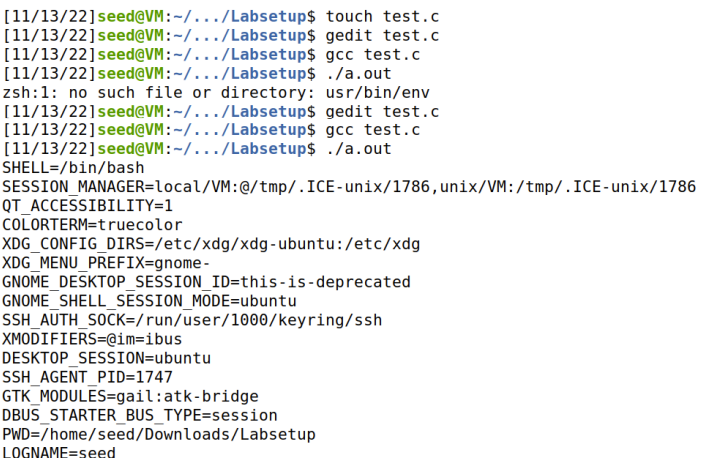 [11/13/22]seed@VM:~/.../Labsetup$ touch test.c
[11/13/22]seed@VM:~/.../Labsetup$ gedit test.c
[11/13/22]seed@VM:~/.../Labsetup$ gcc test.c
[11/13/22]seed@VM:~/.../Labsetup$ ./a.out
zsh:1: no such file or directory: usr/bin/env
[11/13/22]seed@VM:~/.../Labsetup$ gedit test.c
[11/13/22]seed@VM:~/.../Labsetup$ gcc test.c
[11/13/22]seed@VM:~/.../Labsetup$ ./a.out
SHELL=/bin/bash
SESSION_MANAGER=local/VM:@/tmp/.ICE-unix/1786,unix/VM:/tmp/.ICE-unix/1786
QT_ACCESSIBILITY=1
COLORTERM=truecolor
XDG_CONFIG_DIRS=/etc/xdg/xdg-ubuntu:/etc/xdg
XDG_MENU_PREFIX=gnome-
GNOME_DESKTOP_SESSION_ID=this-is-deprecated
GNOME_SHELL_SESSION_MODE=ubuntu
SSH_AUTH_SOCK=/run/user/1000/keyring/ssh
XMODIFIERS=@im=ibus
DESKTOP_SESSION=ubuntu
SSH_AGENT_PID=1747
GTK_MODULES=gail:atk-bridge
DBUS_STARTER_BUS_TYPE=session
PWD=/home/seed/Downloads/Labsetup
LOGNAME=seed